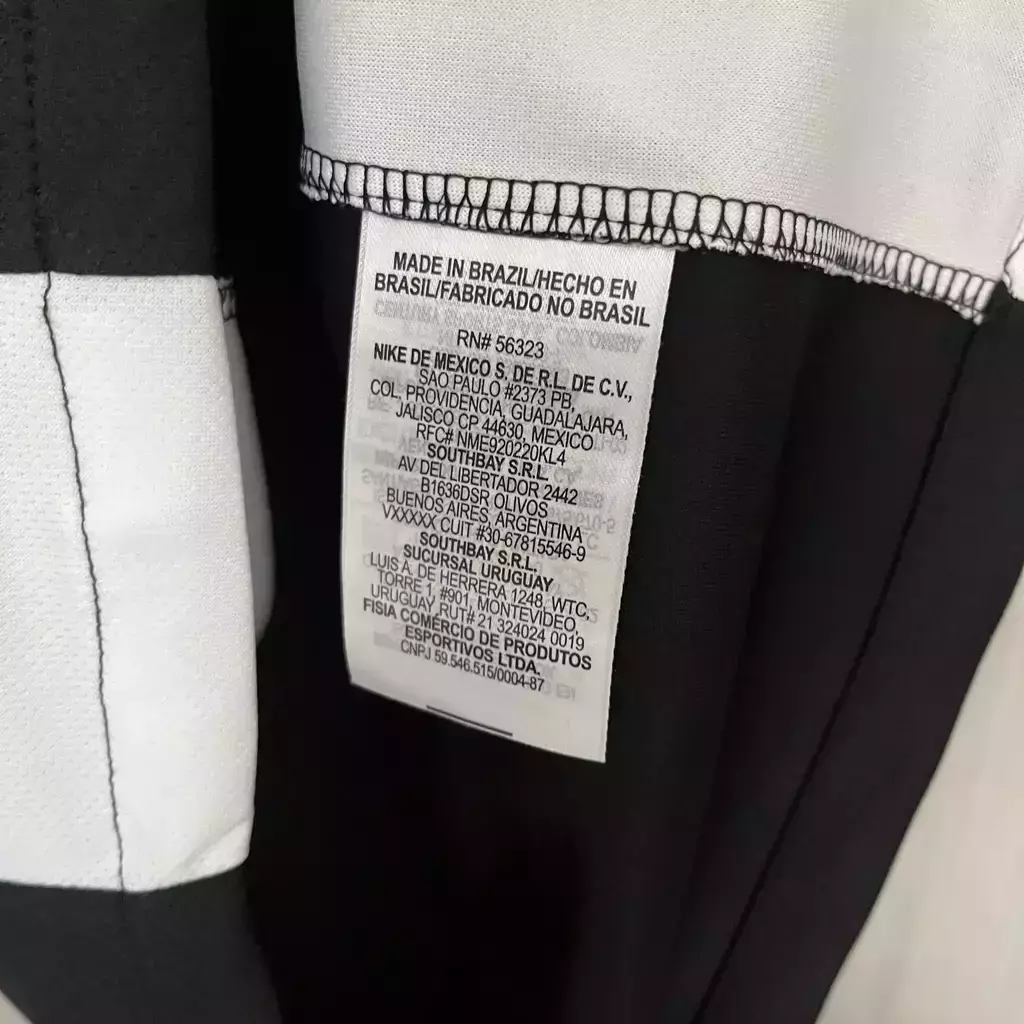 MADE IN BRAZIL/HECHO EN
BRASIL/FABRICADO NO BRASIL
RN# 56323
NIKE DE MEXICO S. DE R.L. DE C.V.,
SAO PAULO #2373 PB,
COL. PROVIDENCIA, GUADALAJARA,
JALISCO CP 44630, MEXICO
RFC# NME920220KL4
SOUTHBAY S.R.L.
AV DEL LIBERTADOR 2442
B1636DSR OLIVOS
BUENOS AIRES, ARGENTINA
VXXXXX CUIT #30-67815546-9
SOUTHBAY S.R.L.
SUCURSAL URUGUAY
LUIS A. DE HERRERA 1248, WTC,
TORRE 1, #901, MONTEVIDEO,
URUGUAY RUT# 21 324024 0019
FISIA COMÉRCIO DE PRODUTOS
ESPORTIVOS LTDA.
CNPJ 59.546.515/0004-87